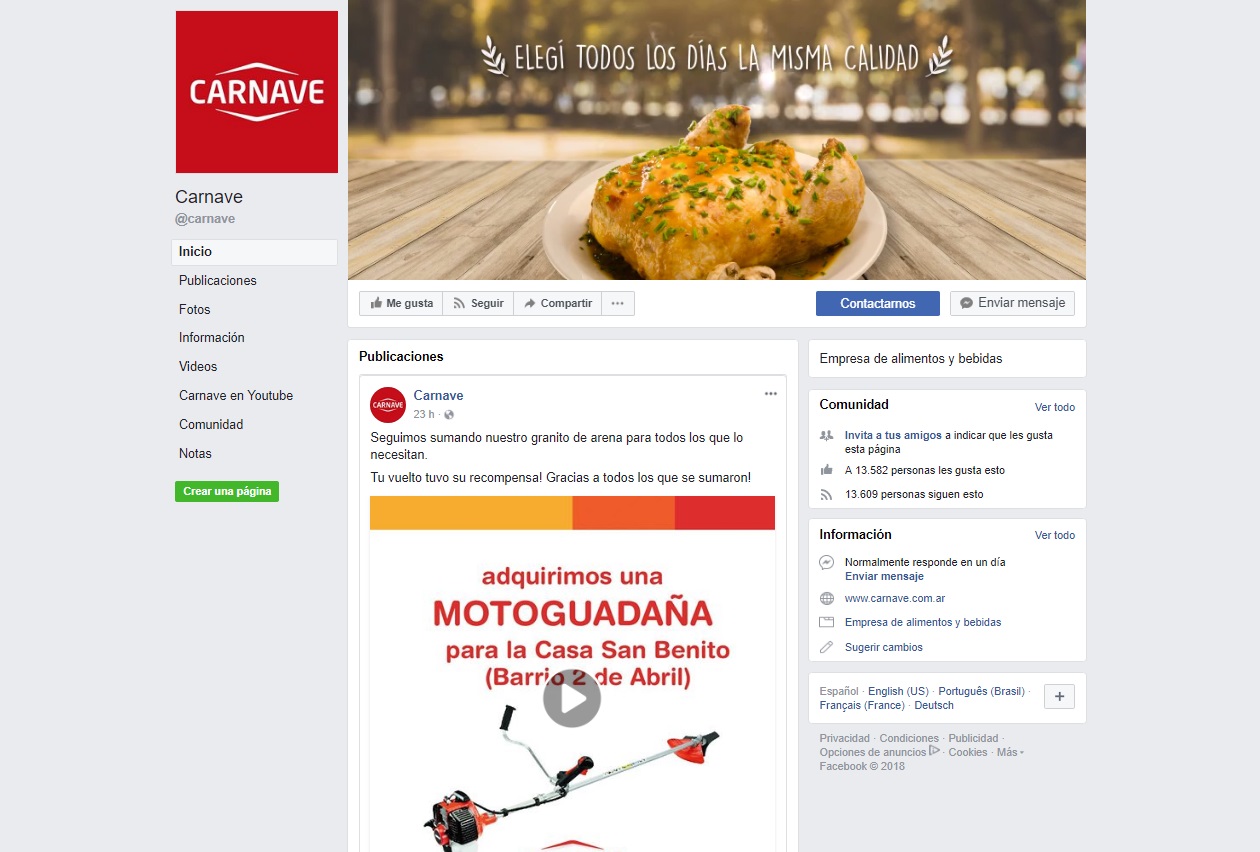 CARNAVE
ELEGÍ TODOS LOS DÍAS LA MISMA CALIDAD
Carnave
@carnave
Inicio
Publicaciones
Fotos
Información
Videos
Carnave en Youtube
Comunidad
Notas
Crear una página
Me gusta
Seguir
Compartir
Contactarnos
Enviar mensaje
Publicaciones
CARNAVE
Carnave
23 h ·
Seguimos sumando nuestro granito de arena para todos los que lo
necesitan.
Tu vuelto tuvo su recompensa! Gracias a todos los que se sumaron!
adquirimos una
MOTOGUADAÑA
para la Casa San Benito
(Barrio 2 de Abril)
Empresa de alimentos y bebidas
Comunidad
Ver todo
Invita a tus amigos a indicar que les gusta
esta página
A 13.582 personas les gusta esto
13.609 personas siguen esto
Información
Ver todo
Normalmente responde en un día
Enviar mensaje
www.carnave.com.ar
Empresa de alimentos y bebidas
Sugerir cambios
Español · English (US) · Português (Brasil) ·
Français (France) · Deutsch
Privacidad · Condiciones · Publicidad ·
Opciones de anuncios · Cookies · Más
Facebook © 2018